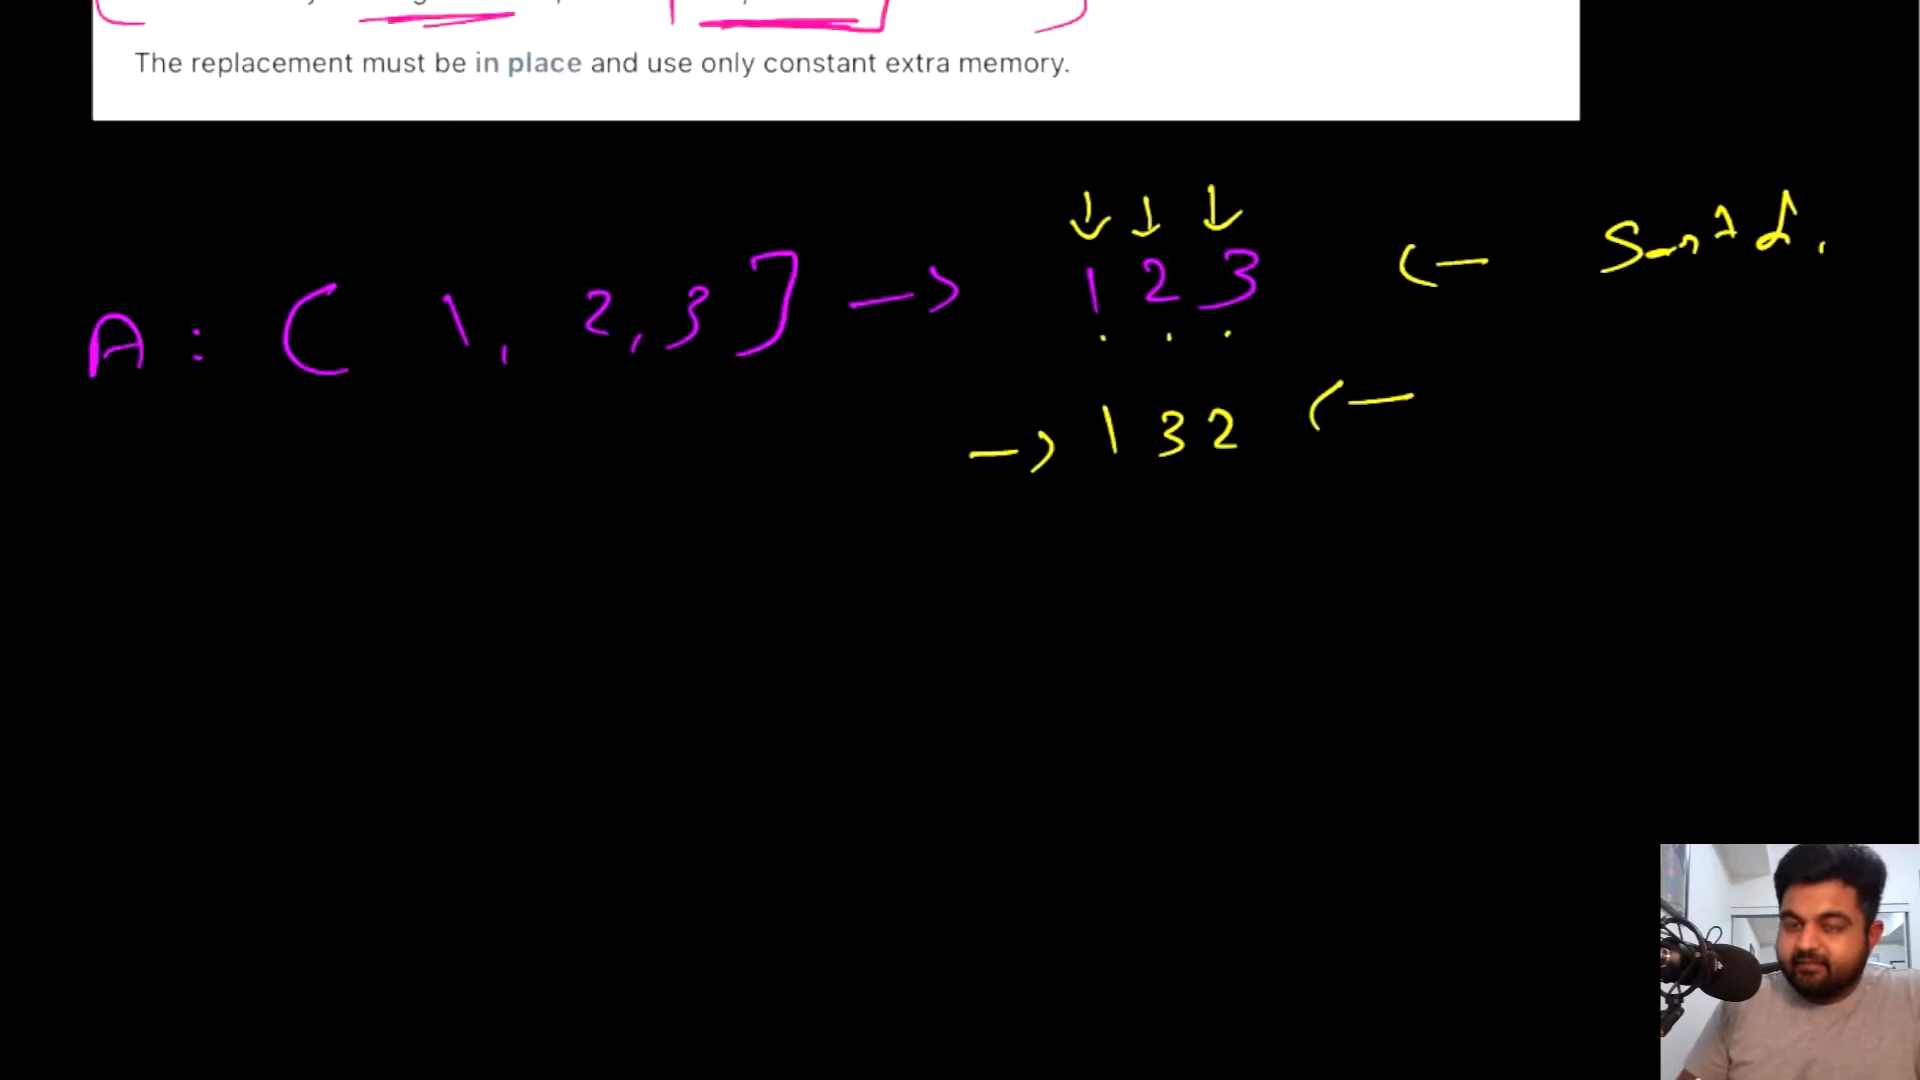 The replacement must be in place and use only constant extra memory.
A : [ 1, 2, 3 ] -> 1 2 3 <-
-> 1 3 2 <-